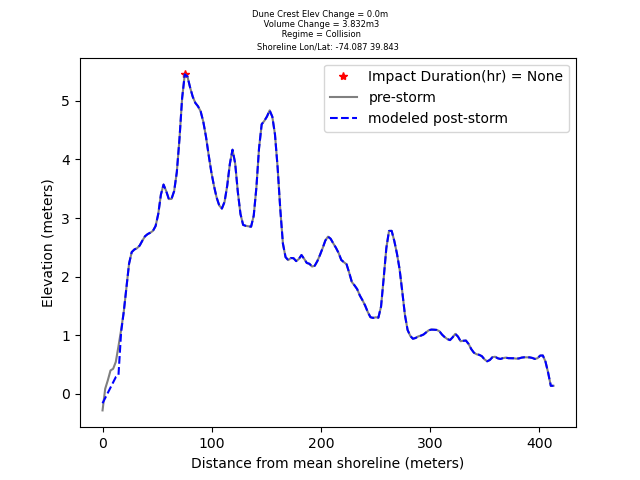 Dune Crest Elev Change = 0.0m
Volume Change = 3.832m3
Regime = Collision
Shoreline Lon/Lat: -74.087 39.843
Impact Duration(hr) = None
pre-storm
modeled post-storm
5
4
3
2
1
0
Elevation (meters)
0 100 200 300 400
Distance from mean shoreline (meters)